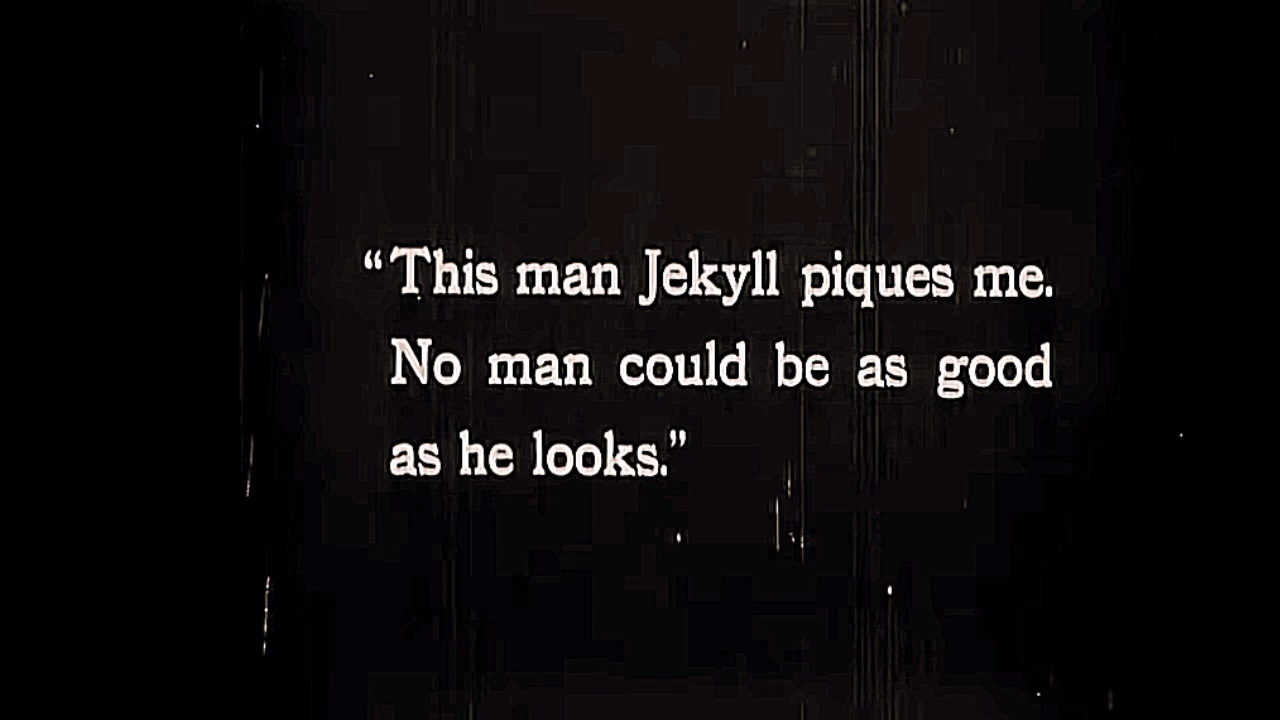 “This man Jekyll piques me.
No man could be as good
as he looks.”